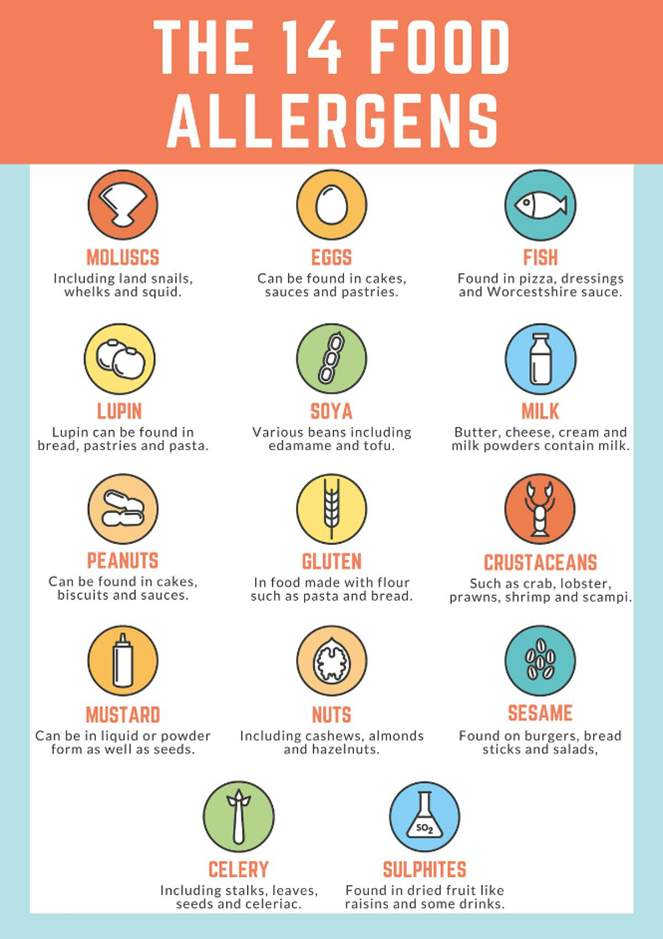 THE 14 FOOD
ALLERGENS
MOLUSCS
Including land snails,
whelks and squid.
EGGS
Can be found in cakes,
sauces and pastries.
FISH
Found in pizza, dressings
and Worcestshire sauce.
LUPIN
Lupin can be found in
bread, pastries and pasta.
SOYA
Various beans including
edamame and tofu.
MILK
Butter, cheese, cream and
milk powders contain milk.
PEANUTS
Can be found in cakes,
biscuits and sauces.
GLUTEN
In food made with flour
such as pasta and bread.
CRUSTACEANS
Such as crab, lobster,
prawns, shrimp and scampi.
MUSTARD
Can be in liquid or powder
form as well as seeds.
NUTS
Including cashews, almonds
and hazelnuts.
SESAME
Found on burgers, bread
sticks and salads,
CELERY
Including stalks, leaves,
seeds and celeriac.
SO2
SULPHITES
Found in dried fruit like
raisins and some drinks.